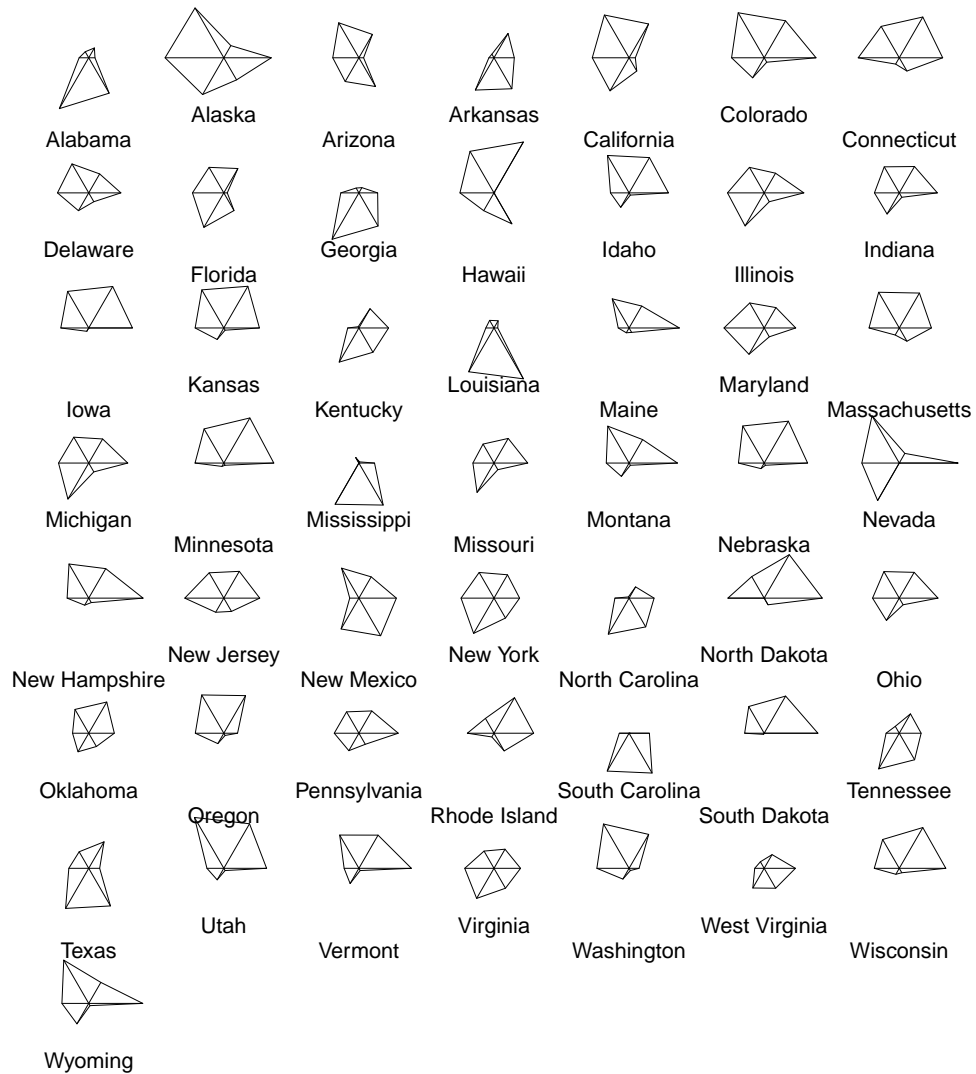 Alaska
Colorado
Alabama
Arizona
Arkansas
California
Connecticut
Delaware
Georgia
Idaho
Indiana
Florida
Hawaii
Illinois
Kansas
Louisiana
Maryland
Iowa
Kentucky
Maine
Massachusetts
Michigan
Mississippi
Montana
Nevada
Minnesota
Missouri
Nebraska
New Jersey
New York
North Dakota
New Hampshire
New Mexico
North Carolina
Ohio
Oklahoma
Pennsylvania
South Carolina
Tennessee
Oregon
Rhode Island
South Dakota
Utah
Virginia
West Virginia
Texas
Vermont
Washington
Wisconsin
Wyoming